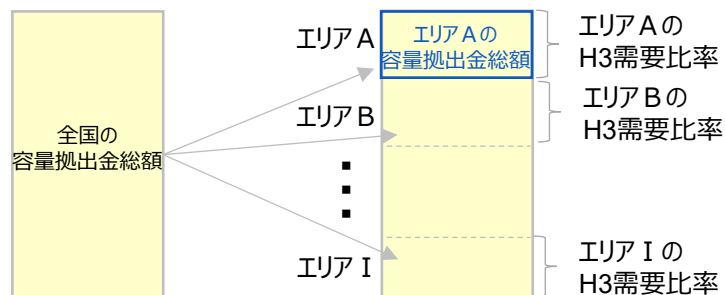 全国の
容量拠出金総額
エリアA
エリアB
エリアI
エリアAの
容量拠出金総額
エリアAの
H3需要比率
エリアBの
H3需要比率
エリアIの
H3需要比率